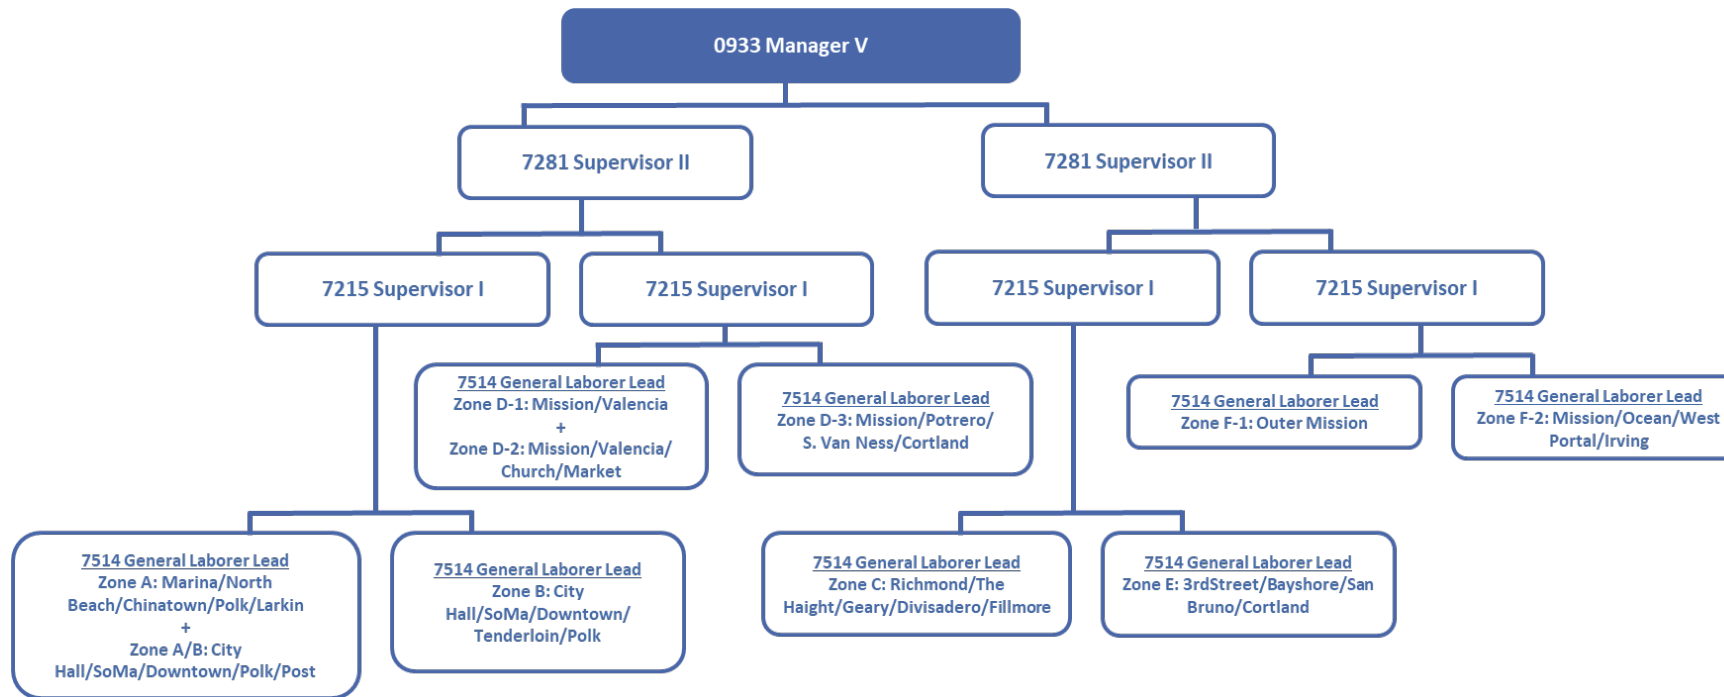 0933 Manager V
7281 Supervisor II
7281 Supervisor II
7215 Supervisor I
7215 Supervisor I
7215 Supervisor I
7215 Supervisor I
7514 General Laborer Lead
Zone D-1: Mission/Valencia
+
Zone D-2: Mission/Valencia/
Church/Market
7514 General Laborer Lead
Zone D-3: Mission/Potrero/
S. Van Ness/Cortland
7514 General Laborer Lead
Zone F-1: Outer Mission
7514 General Laborer Lead
Zone F-2: Mission/Ocean/West
Portal/Irving
7514 General Laborer Lead
Zone A: Marina/North
Beach/Chinatown/Polk/Larkin
+
Zone A/B: City
Hall/SoMa/Downtown/Polk/Post
7514 General Laborer Lead
Zone B: City
Hall/SoMa/Downtown/
Tenderloin/Polk
7514 General Laborer Lead
Zone C: Richmond/The
Haight/Geary/Divisadero/Fillmore
7514 General Laborer Lead
Zone E: 3rdStreet/Bayshore/San
Bruno/Cortland